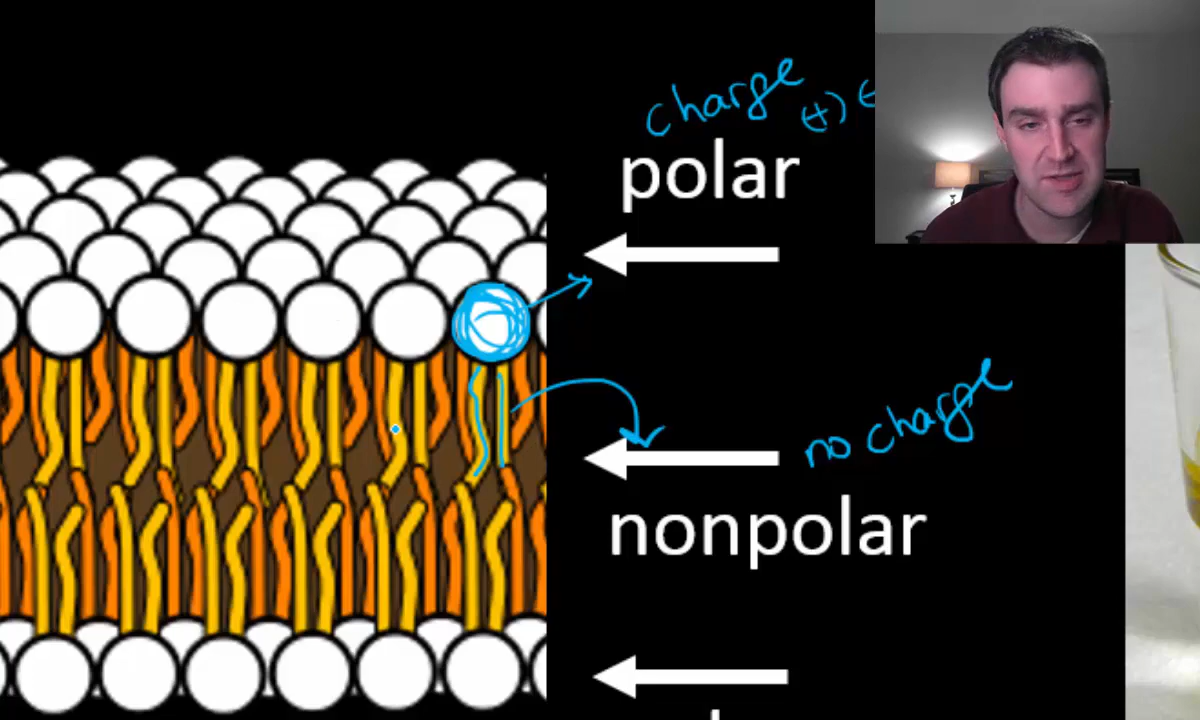 charge
(+) (-
polar
no charge
nonpolar